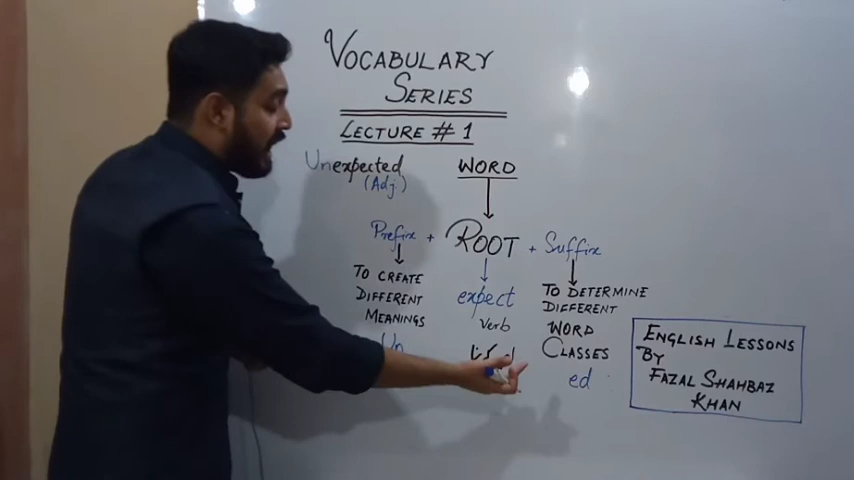 VOCABULARY
SERIES
LECTURE # 1
Unexpected
(Adj)
WORD
Prefix + ROOT + Suffix
TO CREATE
DIFFERENT
MEANINGS
Un
expect
Verb
TO DETERMINE
DIFFERENT
WORD
CLASSES
ed
ENGLISH LESSONS
BY
FAZAL SHAHBAZ
KHAN